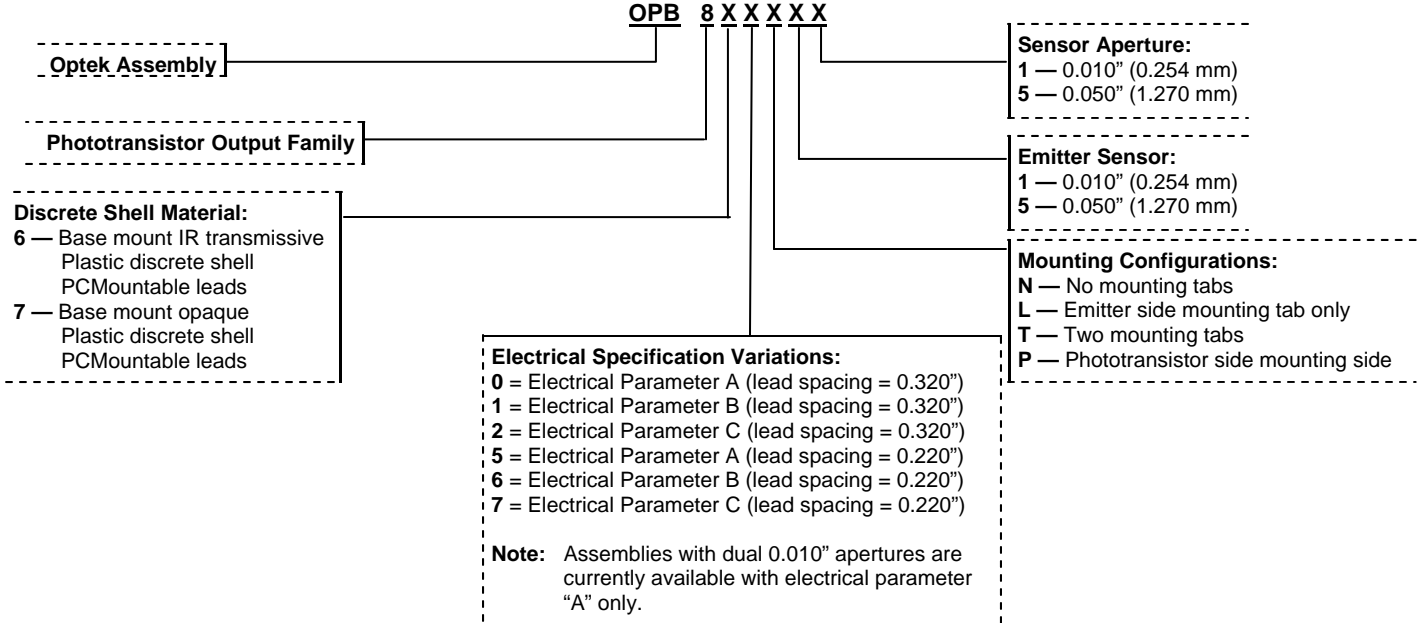 OPB 8 X X X X X
Optek Assembly
Phototransistor Output Family
Discrete Shell Material:
6 — Base mount IR transmissive
Plastic discrete shell
PCMountable leads
7 — Base mount opaque
Plastic discrete shell
PCMountable leads
Electrical Specification Variations:
0 = Electrical Parameter A (lead spacing = 0.320”)
1 = Electrical Parameter B (lead spacing = 0.320”)
2 = Electrical Parameter C (lead spacing = 0.320”)
5 = Electrical Parameter A (lead spacing = 0.220”)
6 = Electrical Parameter B (lead spacing = 0.220”)
7 = Electrical Parameter C (lead spacing = 0.220”)
Note: Assemblies with dual 0.010” apertures are
currently available with electrical parameter
“A” only.
Sensor Aperture:
1 — 0.010” (0.254 mm)
5 — 0.050” (1.270 mm)
Emitter Sensor:
1 — 0.010” (0.254 mm)
5 — 0.050” (1.270 mm)
Mounting Configurations:
N — No mounting tabs
L — Emitter side mounting tab only
T — Two mounting tabs
P — Phototransistor side mounting side